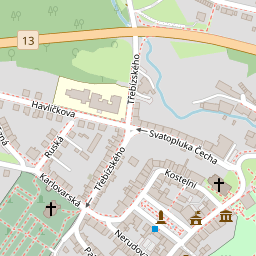 13
Třebízského
Havlíčkova
Svatopluka Čecha
Ruská
Třebízského
Kostelní
Karlovarská
Nerudova